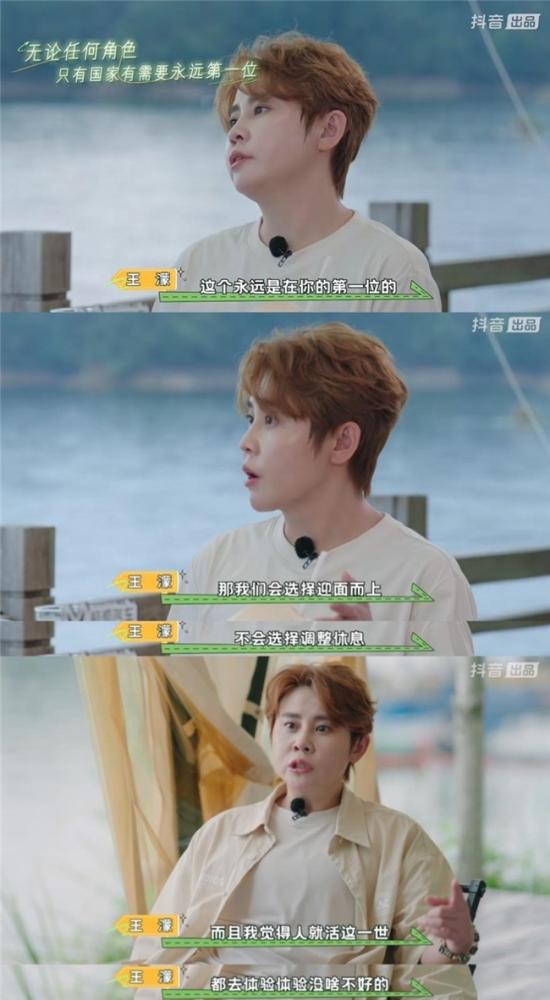 抖音 出品
无论任何角色
只有国家有需要永远第一位
王 濛
这个永远是在你的第一位的
抖音 出品
王 濛
那我们会选择迎面而上
王 濛
不会选择调整休息
抖音 出品
王 濛
而且我觉得人就活这一世
王 濛
都去体验体验没啥不好的